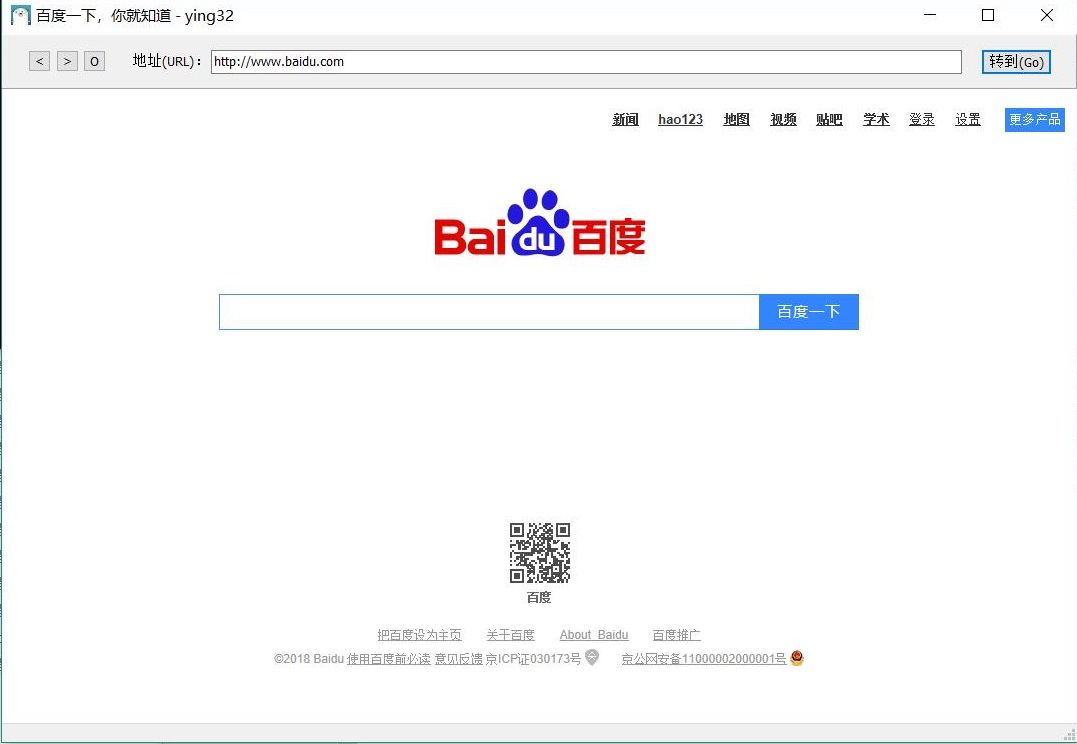 百度一下，你就知道 - ying32
< > O 地址(URL)： http://www.baidu.com 转到(Go)
新闻 hao123 地图 视频 贴吧 学术 登录 设置 更多产品
Bai du 百度
百度一下
百度
把百度设为主页 关于百度 About Baidu 百度推广
©2018 Baidu 使用百度前必读 意见反馈 京ICP证030173号 京公网安备11000002000001号